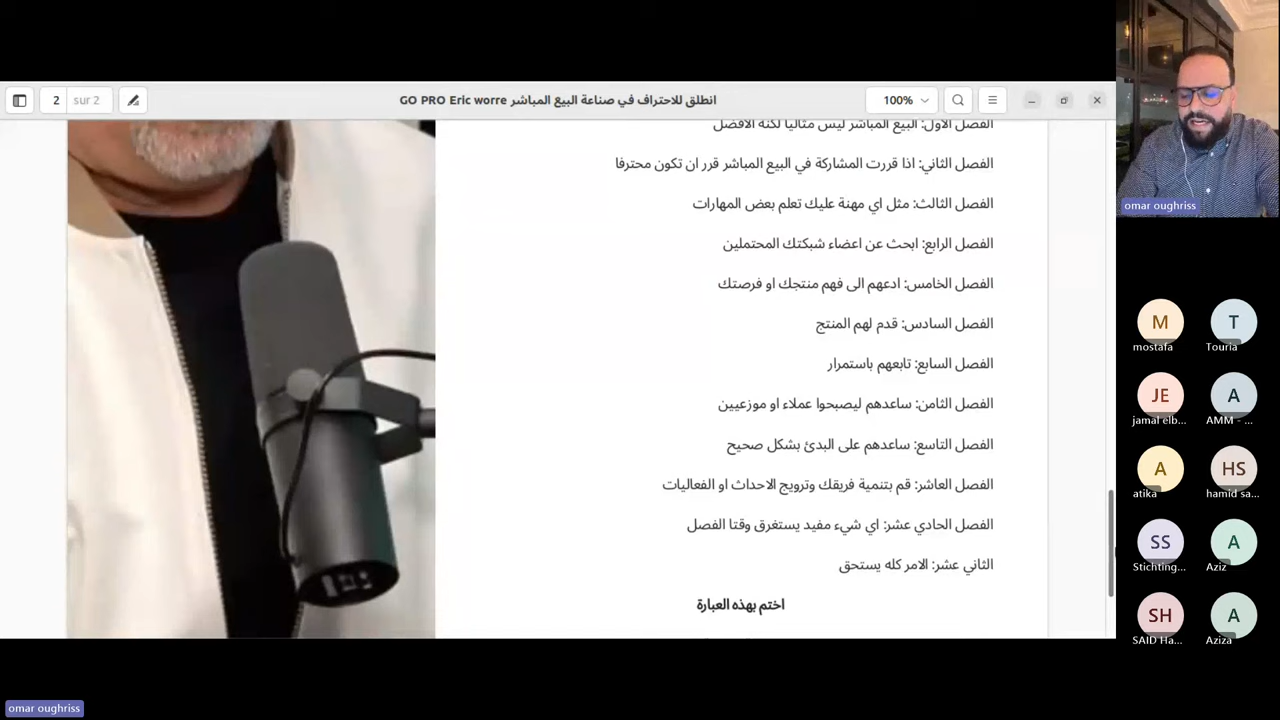 2 sur 2
انطلق للاحتراف في صناعة البيع المباشر GO PRO Eric worre
100%
الفصل الاول: البيع المباشر ليس مثاليا لكنه الافضل
الفصل الثاني: اذا قررت المشاركة في البيع المباشر قرر ان تكون محترفا
الفصل الثالث: مثل اي مهنة عليك تعلم بعض المهارات
الفصل الرابع: ابحث عن اعضاء شبكتك المحتملين
الفصل الخامس: ادعهم الى فهم منتجك او فرصتك
الفصل السادس: قدم لهم المنتج
الفصل السابع: تابعهم باستمرار
الفصل الثامن: ساعدهم ليصبحوا عملاء او موزعيين
الفصل التاسع: ساعدهم على البدئ بشكل صحيح
الفصل العاشر: قم بتنمية فريقك وترويج الاحداث او الفعاليات
الفصل الحادي عشر: اي شيء مفيد يستغرق وقتا الفصل
الثاني عشر: الامر كله يستحق
اختم بهذه العبارة
omar oughriss
M
mostafa
T
Touria
JE
jamal elb...
A
AMM - ...
A
atika
HS
hamid sa...
SS
Stichting...
A
Aziz
SH
SAID Ha...
A
Aziza
omar oughriss